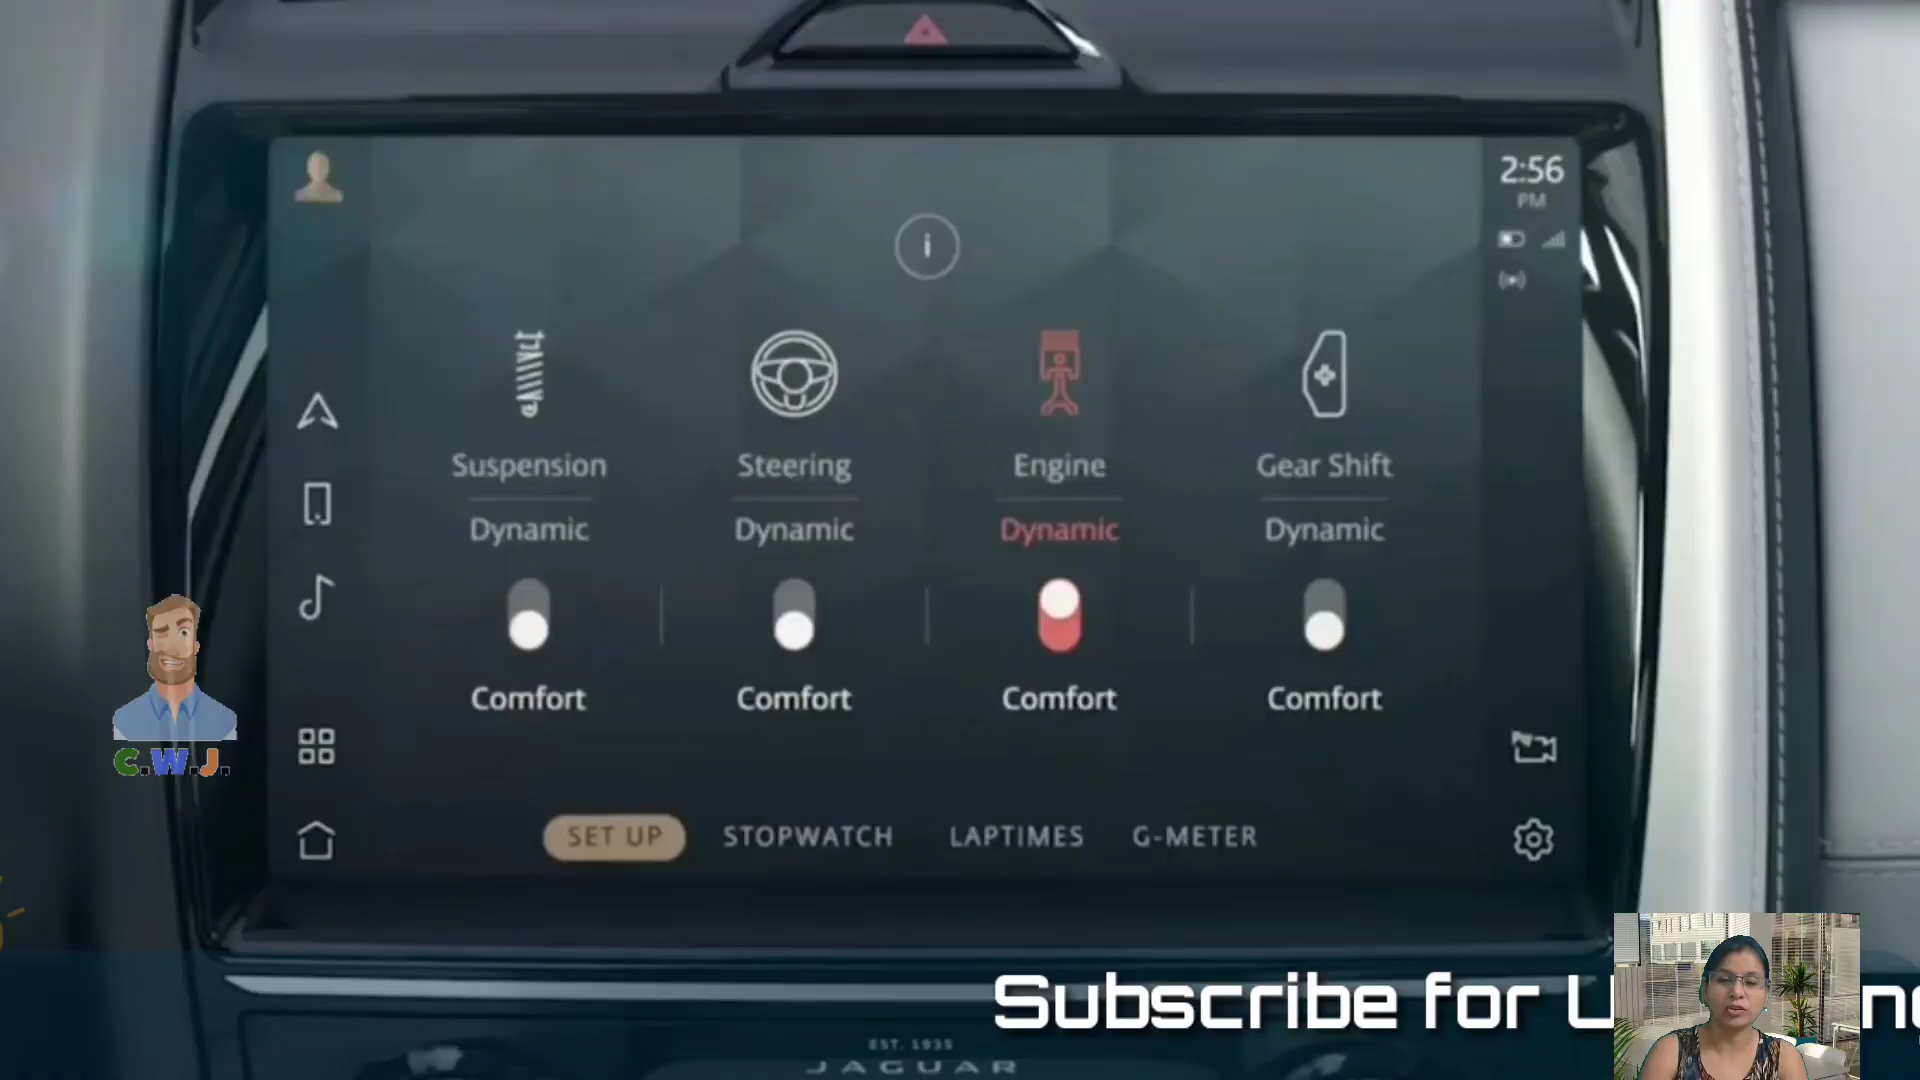 2:56
PM
i
Suspension Steering Engine Gear Shift
Dynamic Dynamic Dynamic Dynamic
Comfort Comfort Comfort Comfort
C.W.J.
SET UP STOPWATCH LAPTIMES G-METER
Subscribe for
EST. 1935
JAGUAR